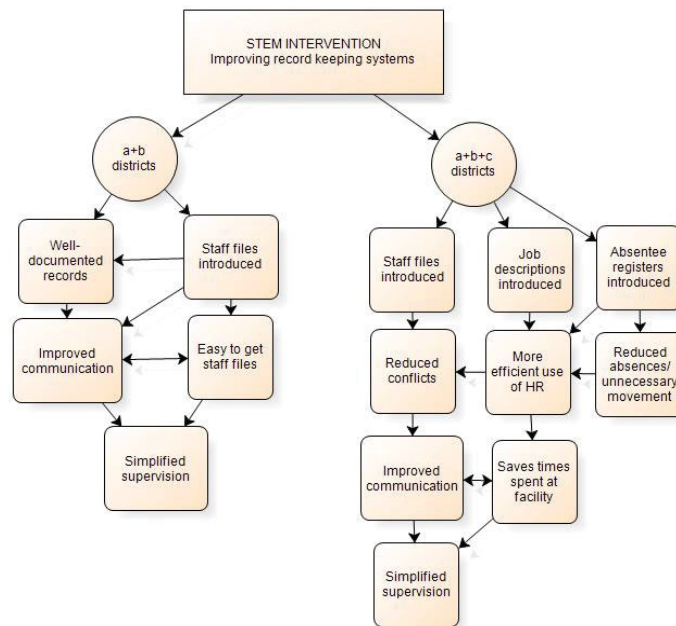 STEM INTERVENTION
Improving record keeping systems
a+b
districts
Well-
documented
records
Staff files
introduced
Improved
communication
Easy to get
staff files
Simplified
supervision
a+b+c
districts
Staff files
introduced
Job
descriptions
introduced
Absentee
registers
introduced
Reduced
conflicts
More
efficient use
of HR
Reduced
absences/
unnecessary
movement
Improved
communication
Saves times
spent at
facility
Simplified
supervision